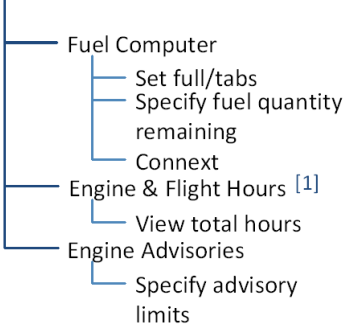 Fuel Computer
Set full/tabs
Specify fuel quantity
remaining
Connext
Engine & Flight Hours [1]
View total hours
Engine Advisories
Specify advisory
limits